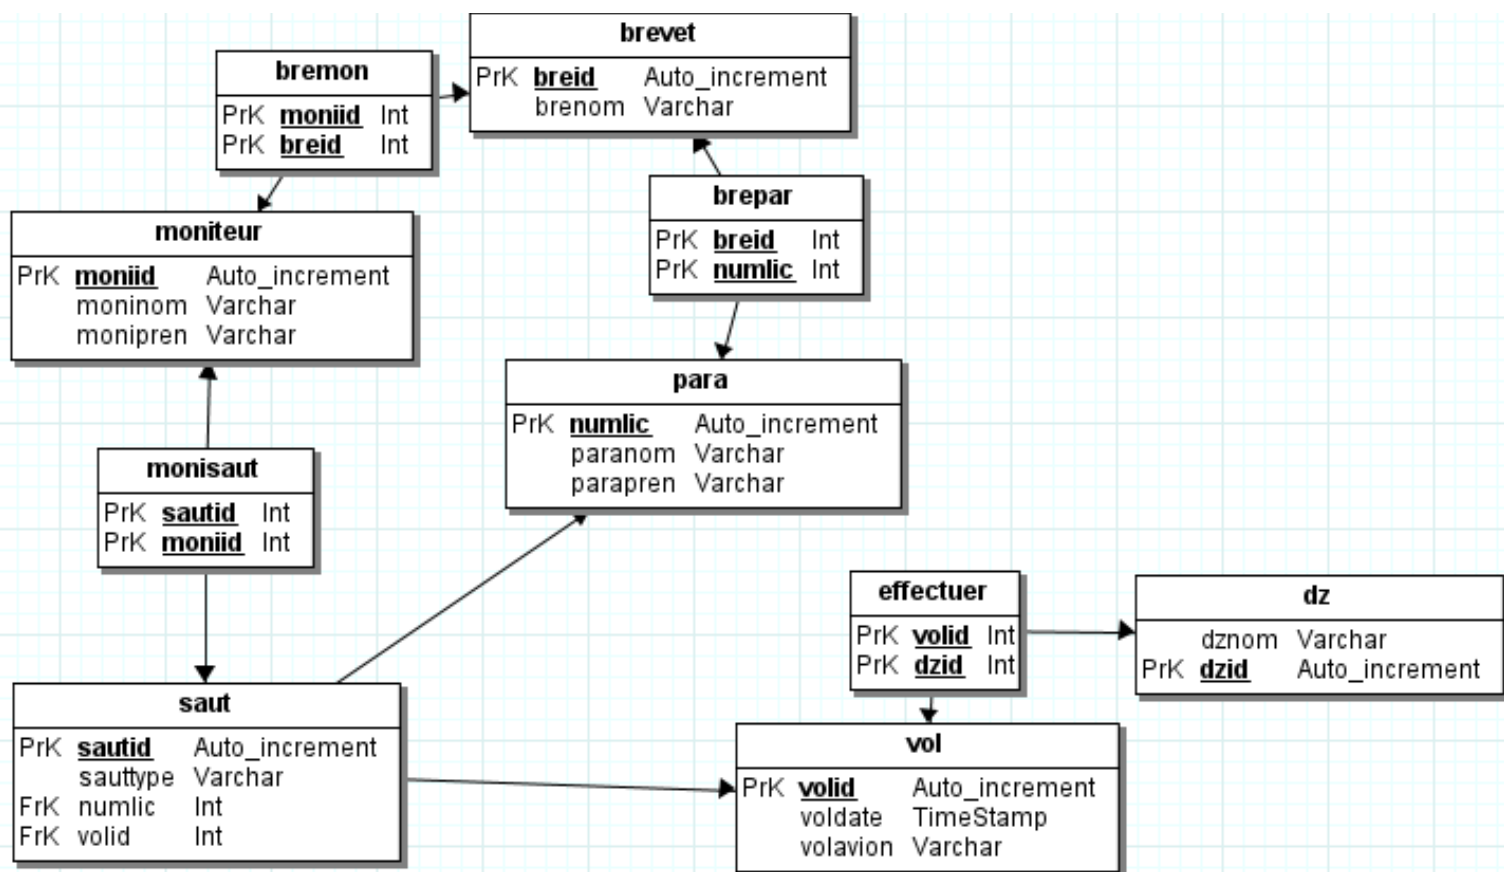 brevet
PrK breid Auto_increment
brenom Varchar
bremon
PrK moniid Int
PrK breid Int
brepar
PrK breid Int
PrK numlic Int
moniteur
PrK moniid Auto_increment
moninom Varchar
monipren Varchar
para
PrK numlic Auto_increment
paranom Varchar
parapren Varchar
monisaut
PrK sautid Int
PrK moniid Int
effectuer
PrK volid Int
PrK dzid Int
dz
dznom Varchar
PrK dzid Auto_increment
saut
PrK sautid Auto_increment
sauttype Varchar
FrK numlic Int
FrK volid Int
vol
PrK volid Auto_increment
voldate TimeStamp
volavion Varchar